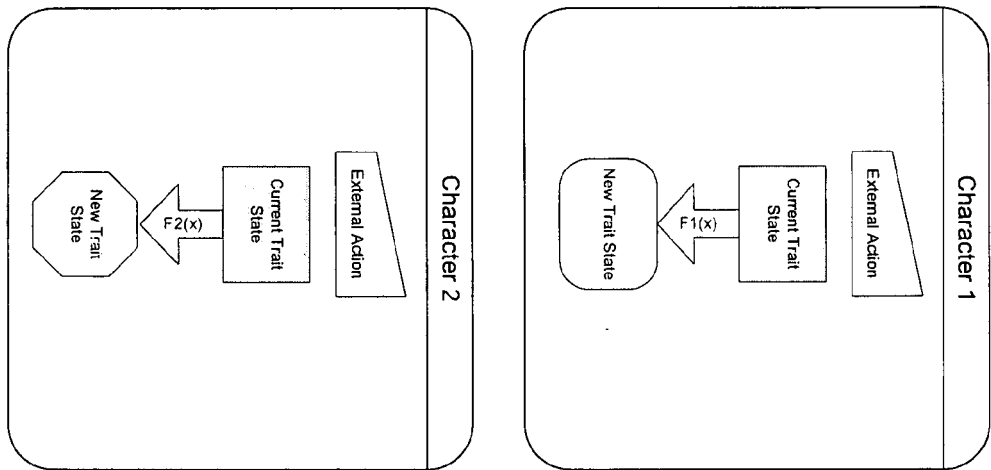 Character 1
External Action
Current Trait
State
F1(x)
New Trait State
Character 2
External Action
Current Trait
State
F2(x)
New Trait
State